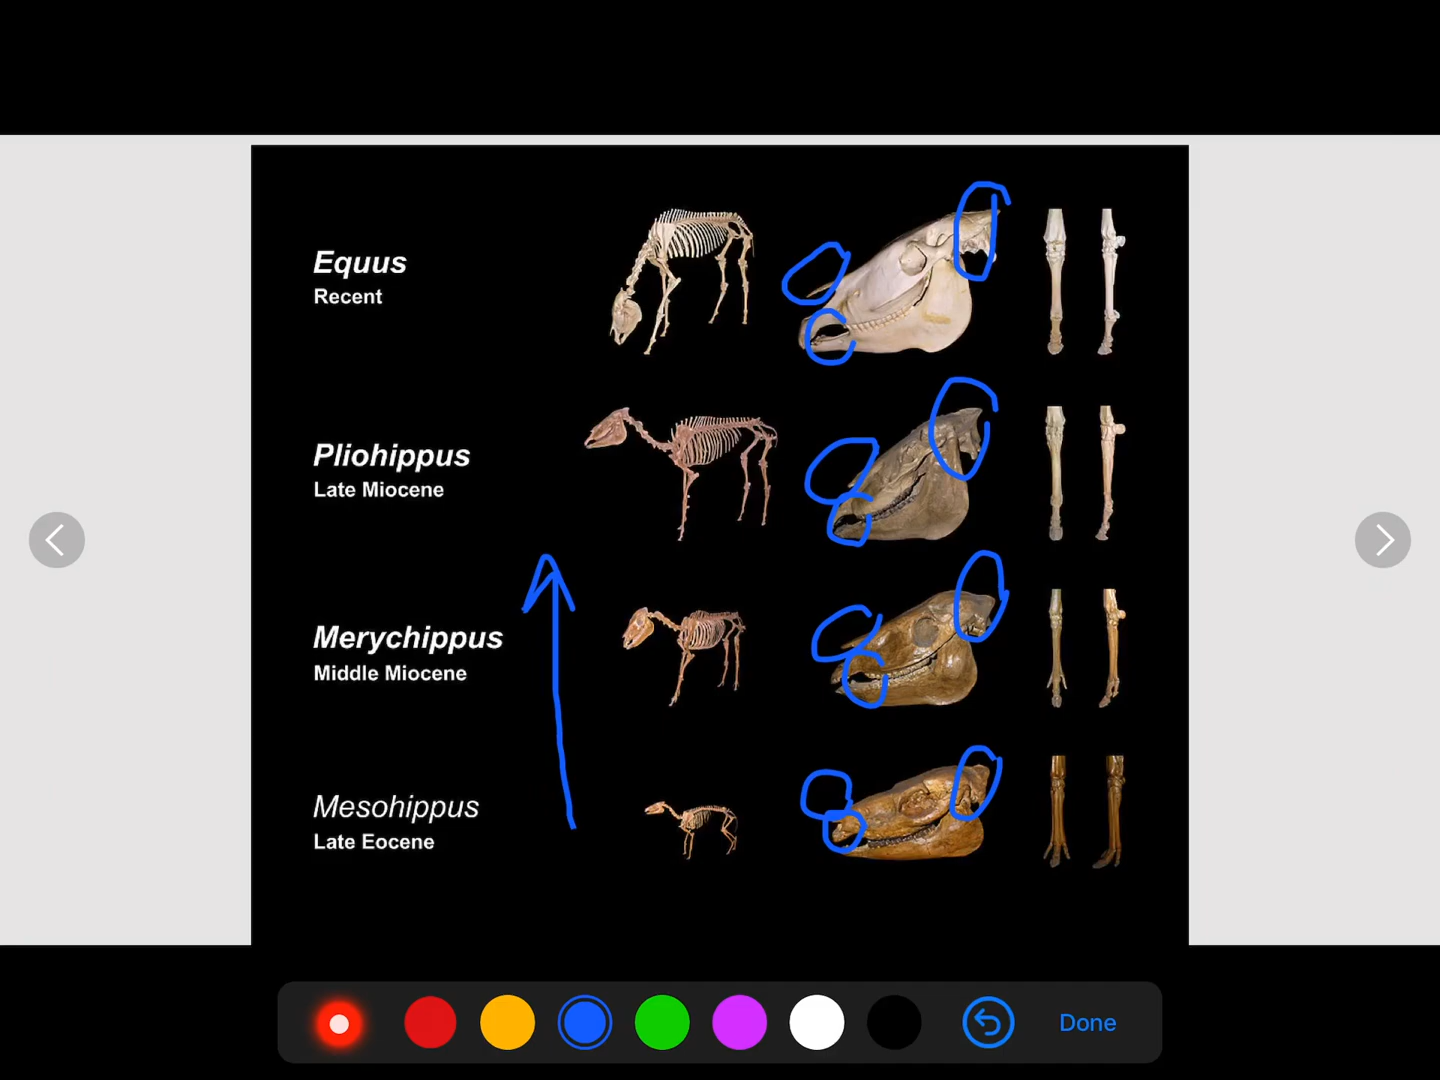 Equus
Recent
Pliohippus
Late Miocene
Merychippus
Middle Miocene
Mesohippus
Late Eocene
Done